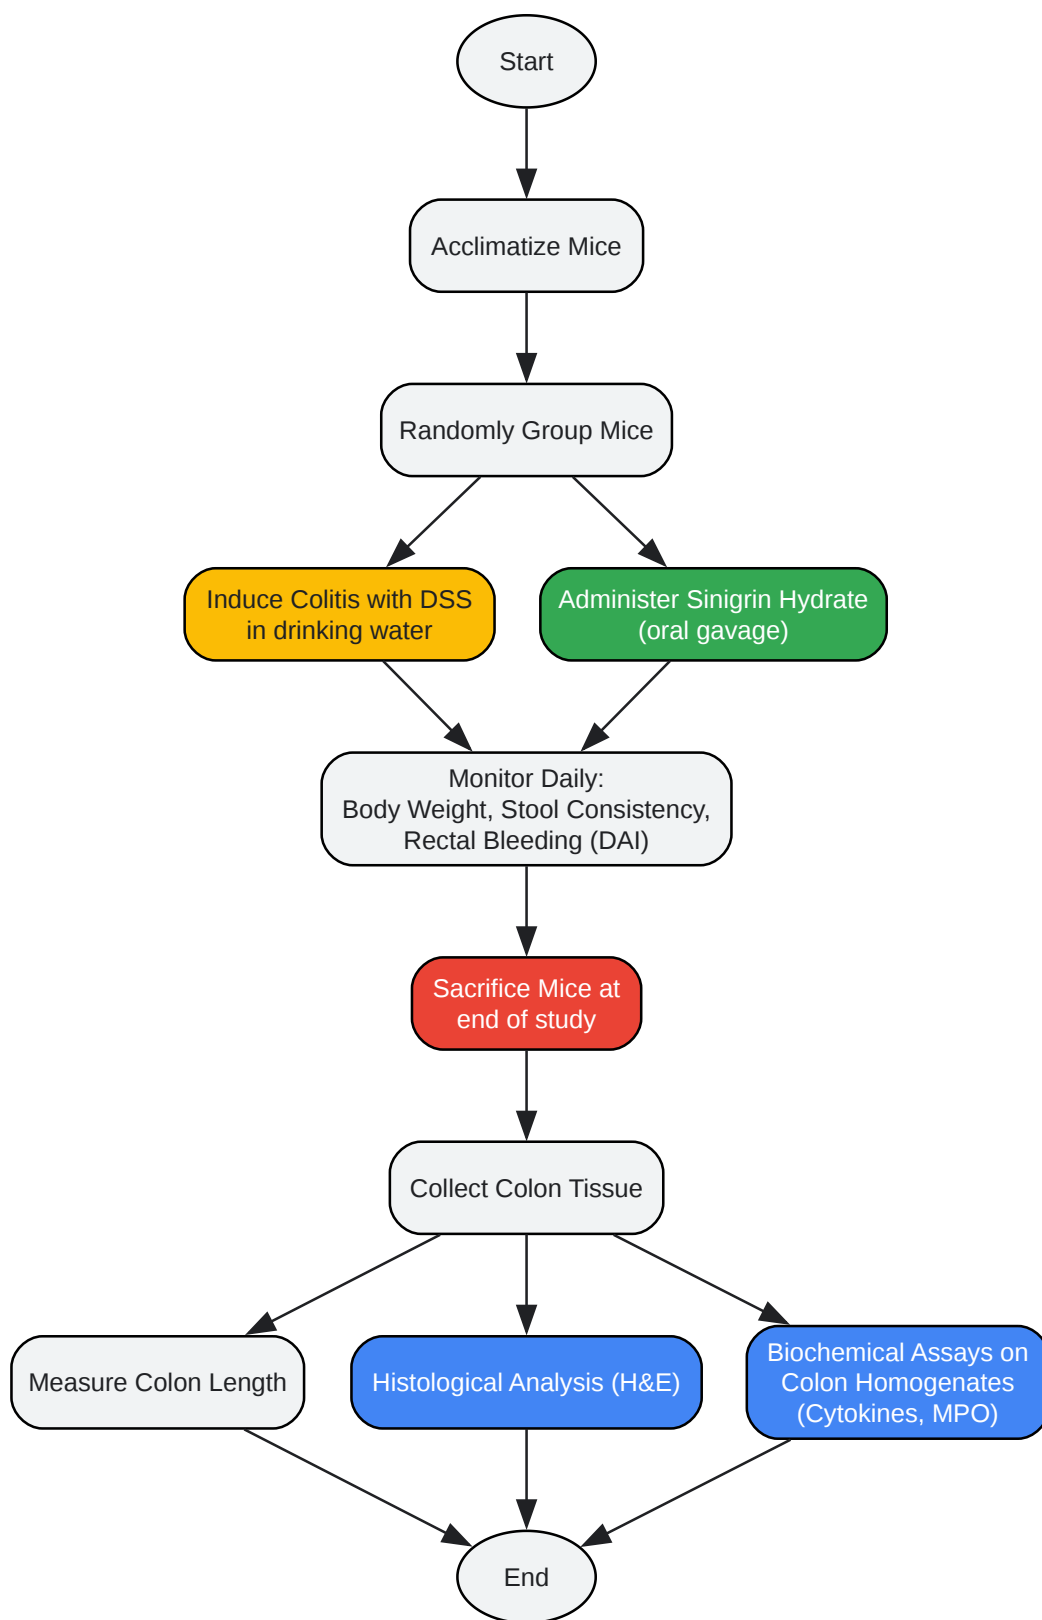 Start
Acclimatize Mice
Randomly Group Mice
Induce Colitis with DSS
in drinking water
Administer Sinigrin Hydrate
(oral gavage)
Monitor Daily:
Body Weight, Stool Consistency,
Rectal Bleeding (DAI)
Sacrifice Mice at
end of study
Collect Colon Tissue
Measure Colon Length
Histological Analysis (H&E)
Biochemical Assays on
Colon Homogenates
(Cytokines, MPO)
End